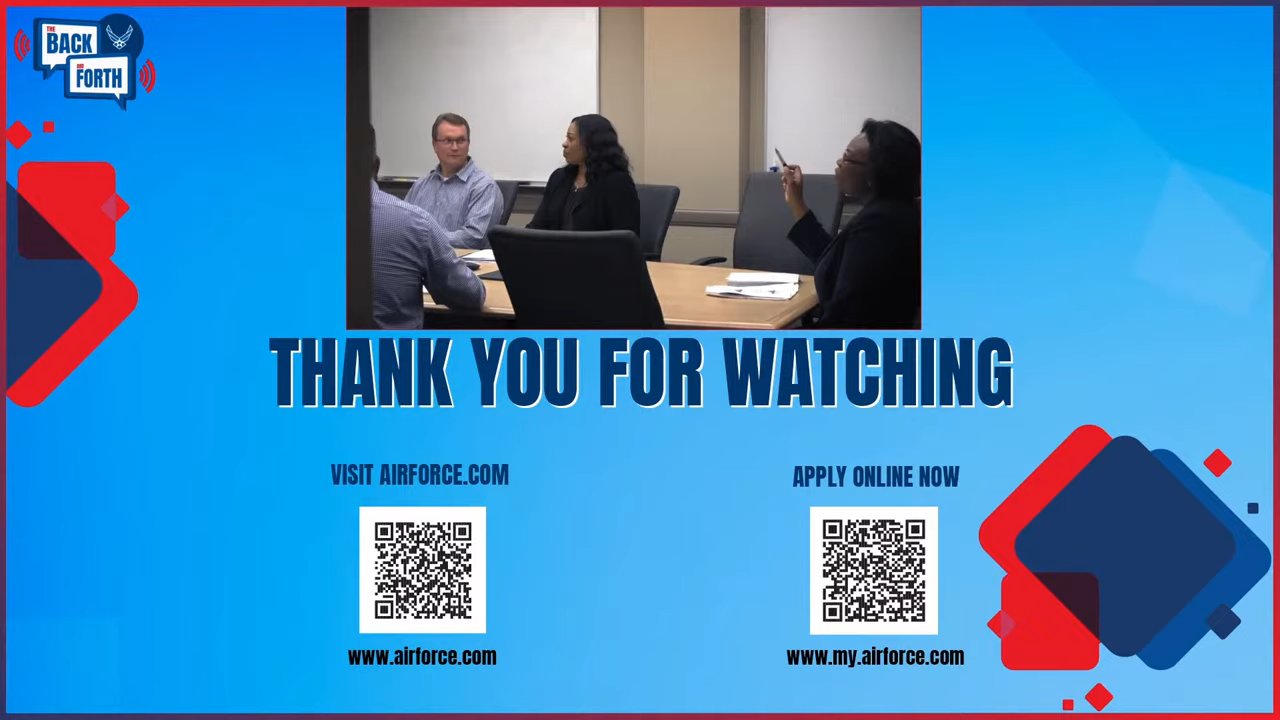 THE
BACK
AND
FORTH
THANK YOU FOR WATCHING
VISIT AIRFORCE.COM
APPLY ONLINE NOW
www.airforce.com
www.my.airforce.com